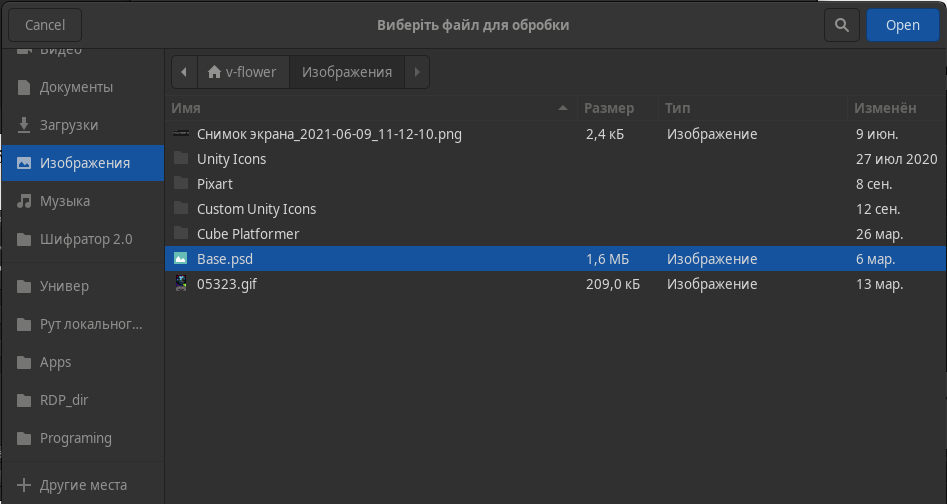 Cancel
Виберіть файл для обробки
Open
Видео
Документы
Загрузки
Изображения
Музыка
Шифратор 2.0
Универ
Рут локальног...
Apps
RDP_dir
Programing
Другие места
v-flower Изображения
Имя Размер Тип Изменён
Снимок экрана_2021-06-09_11-12-10.png 2,4 кБ Изображение 9 июн.
Unity Icons 27 июл 2020
Pixart 8 сен.
Custom Unity Icons 12 сен.
Cube Platformer 26 мар.
Base.psd 1,6 МБ Изображение 6 мар.
05323.gif 209,0 кБ Изображение 13 мар.